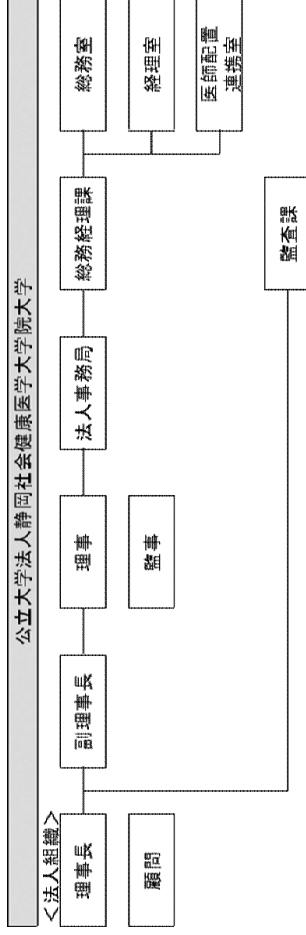 公立大学法人静岡社会健康医学大学院大学
＜法人組織＞
理事長
副理事長
理事
法人事務局
総務経理課
総務室
顧問
監事
経理室
医師配置
連携室
監査課